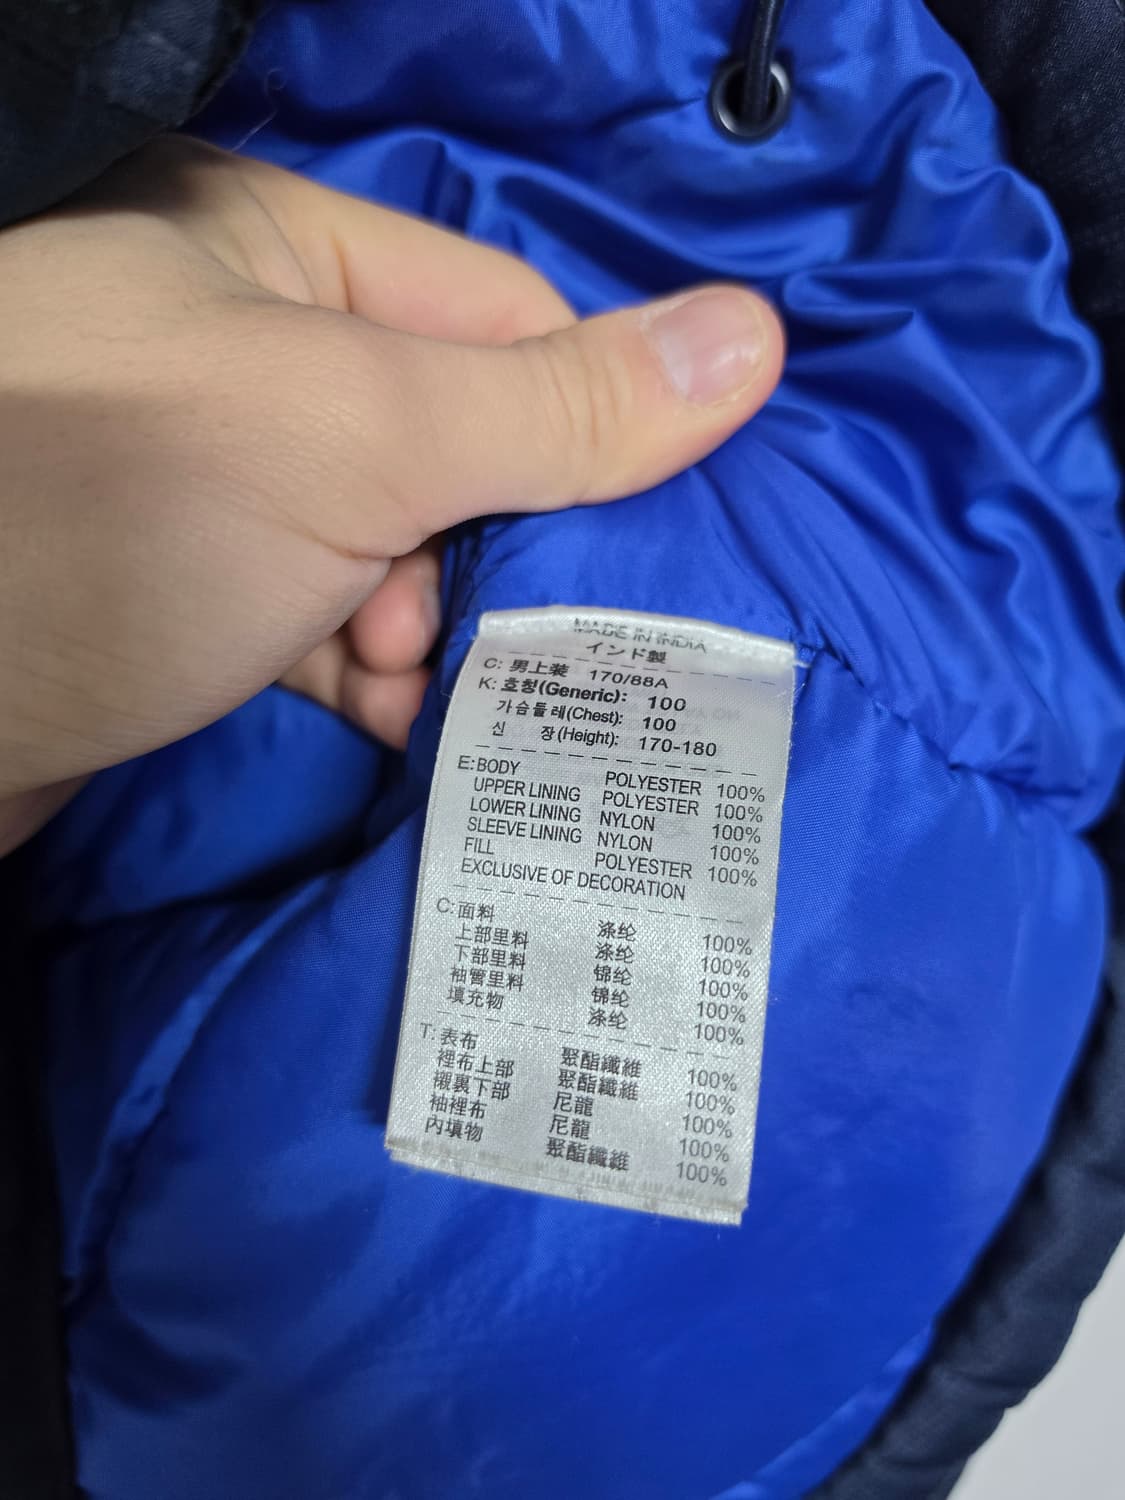 MADE IN INDIA
インド製
C: 男上装 170/88A
K: 호칭(Generic): 100
가슴둘레(Chest): 100
신 장(Height): 170-180
E: BODY POLYESTER 100%
UPPER LINING POLYESTER 100%
LOWER LINING NYLON 100%
SLEEVE LINING NYLON 100%
FILL POLYESTER 100%
EXCLUSIVE OF DECORATION
C: 面料 涤纶 100%
上部里料 涤纶 100%
下部里料 锦纶 100%
袖管里料 锦纶 100%
填充物 涤纶 100%
T: 表布 聚酯纖維 100%
裡布上部 聚酯纖維 100%
襯裏下部 尼龍 100%
袖裡布 尼龍 100%
內填物 聚酯纖維 100%